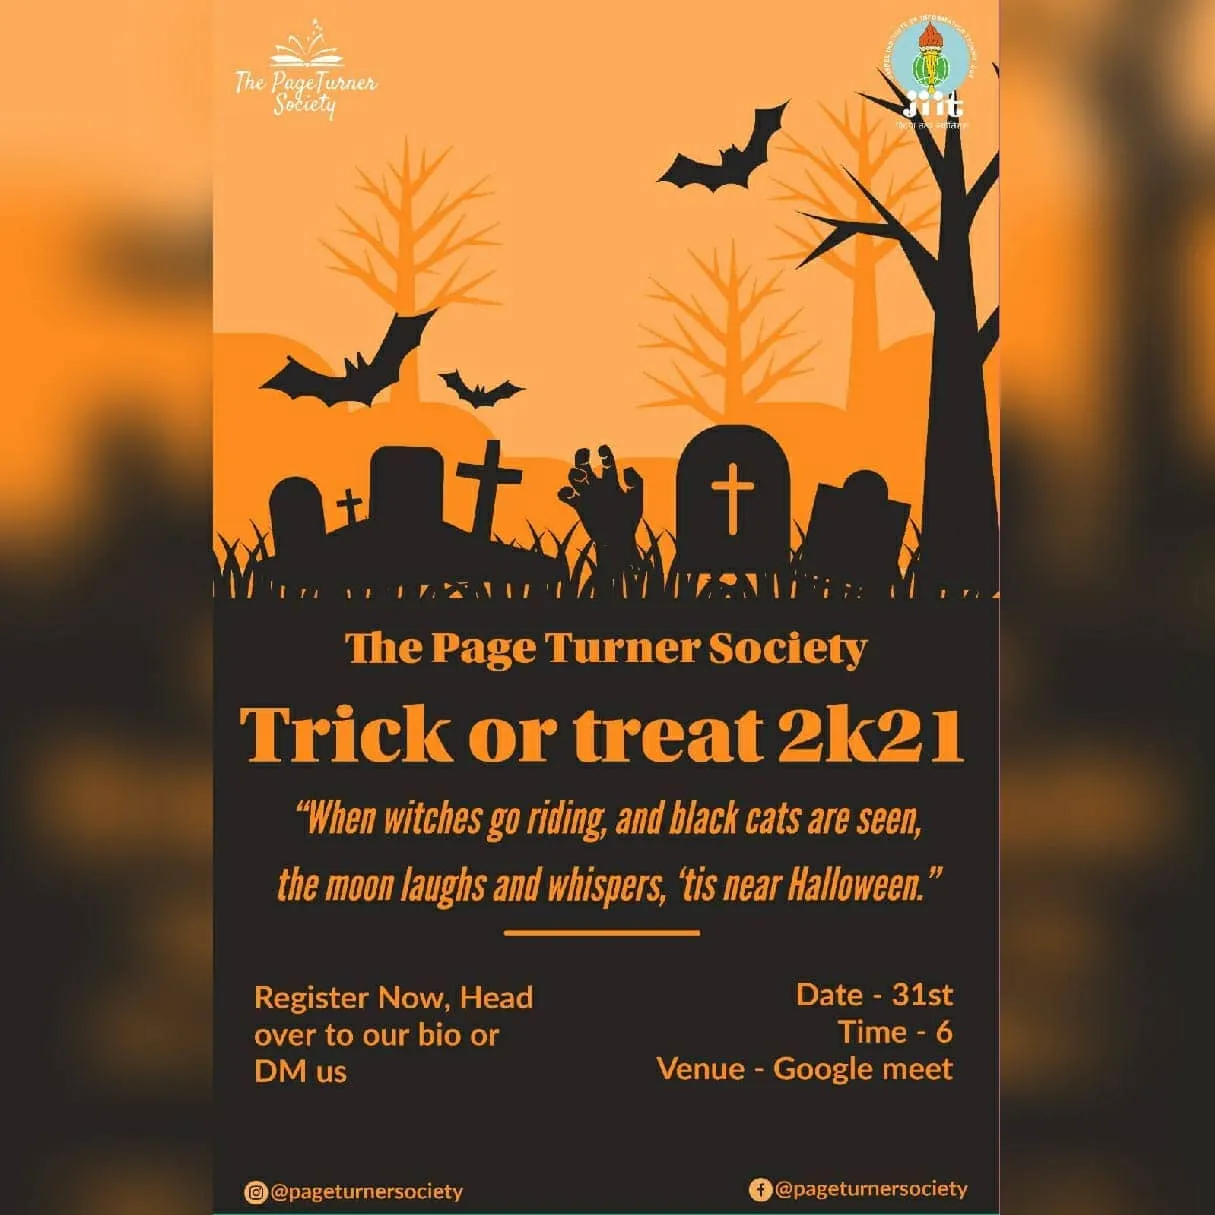 The PageTurner
Society
jiit
The Page Turner Society
Trick or treat 2k21
“When witches go riding, and black cats are seen,
the moon laughs and whispers, ‘tis near Halloween.”
Register Now, Head
over to our bio or
DM us
Date - 31st
Time - 6
Venue - Google meet
@pageturnersociety
@pageturnersociety